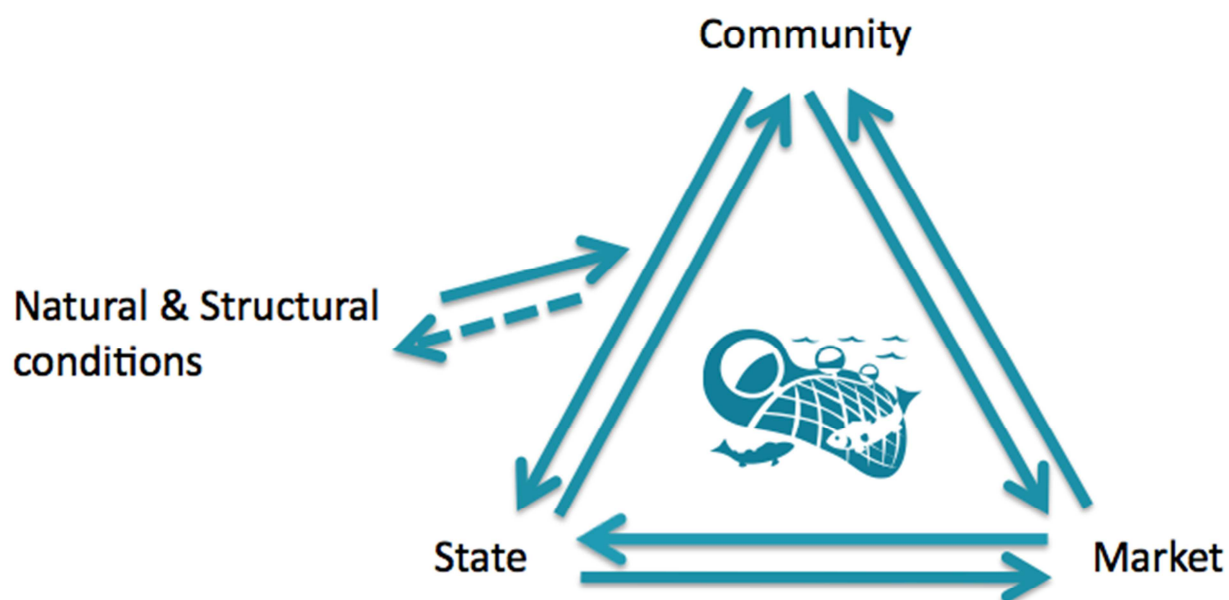 Community
Natural & Structural
conditions
State
Market